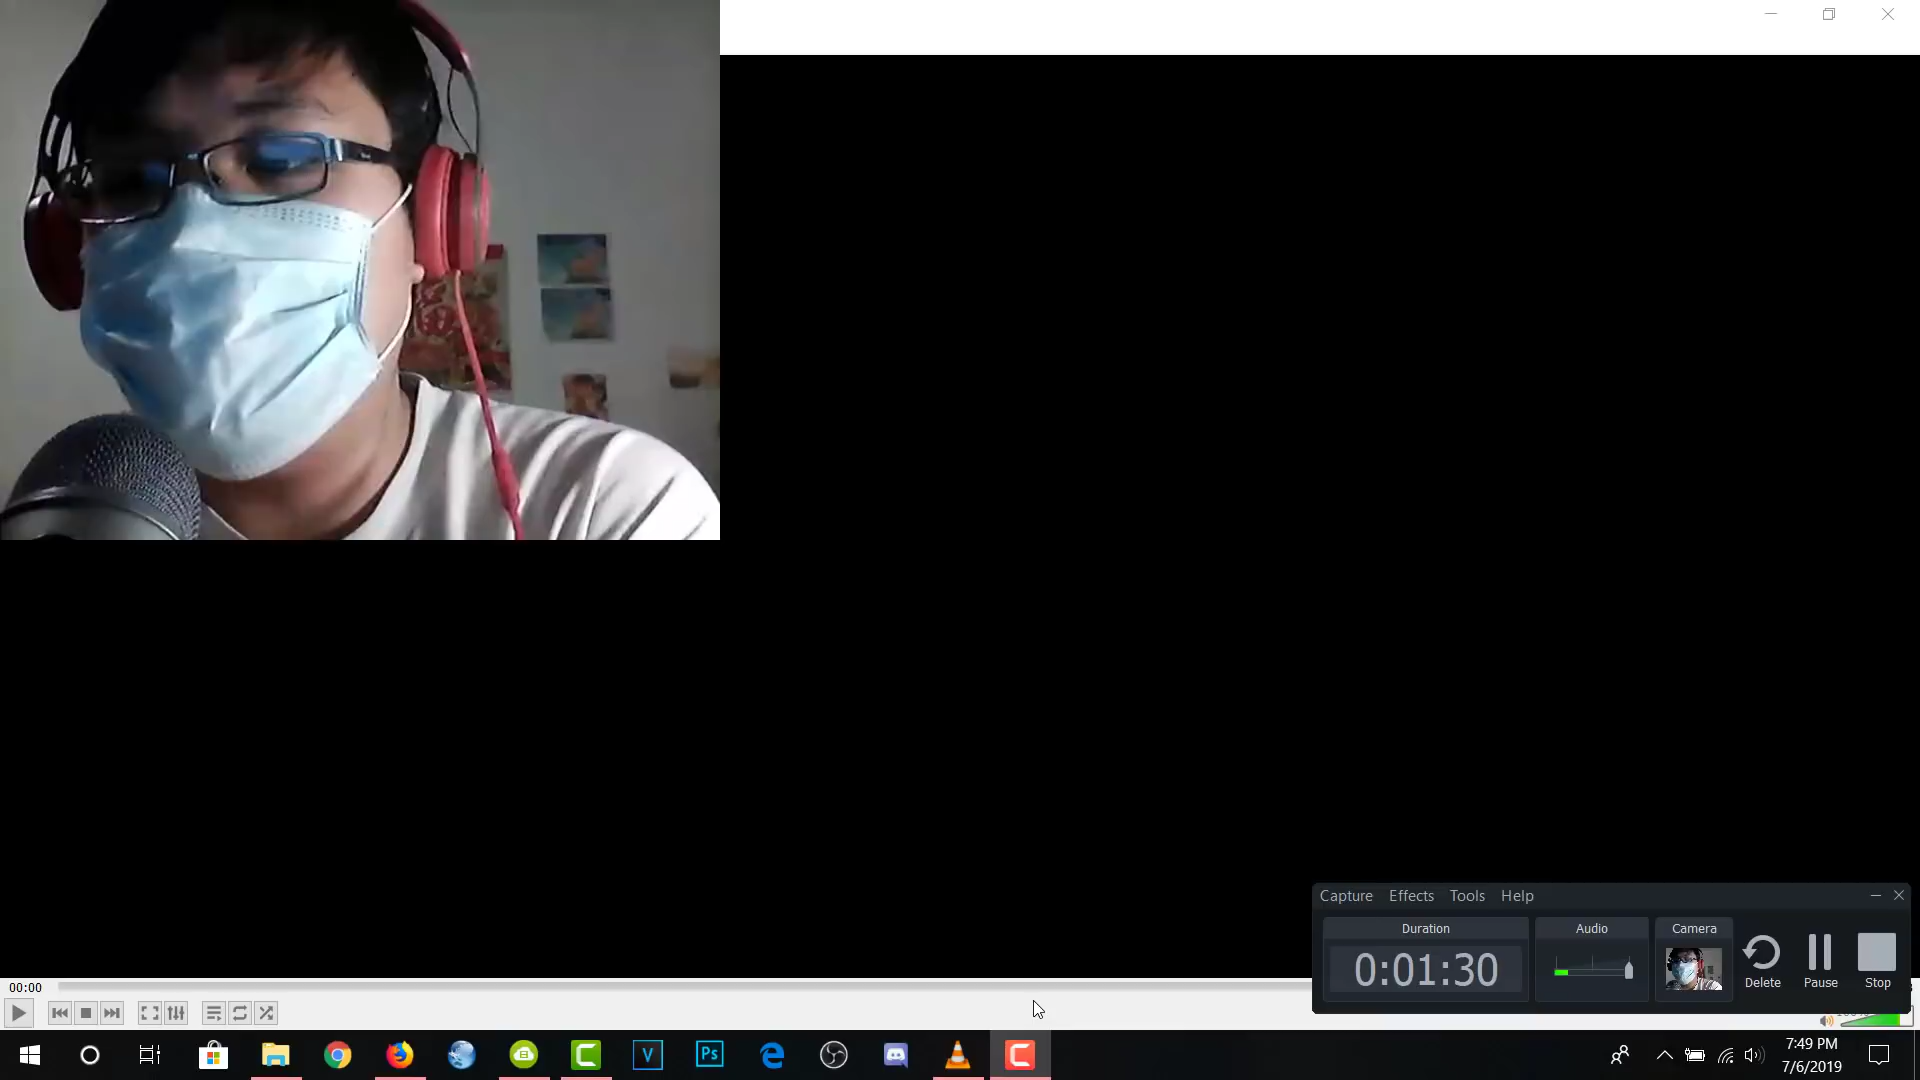 Capture Effects Tools Help
Duration
Audio
Camera
0:01:30
Delete
Pause
Stop
00:00
V
Ps
7:49 PM
7/6/2019